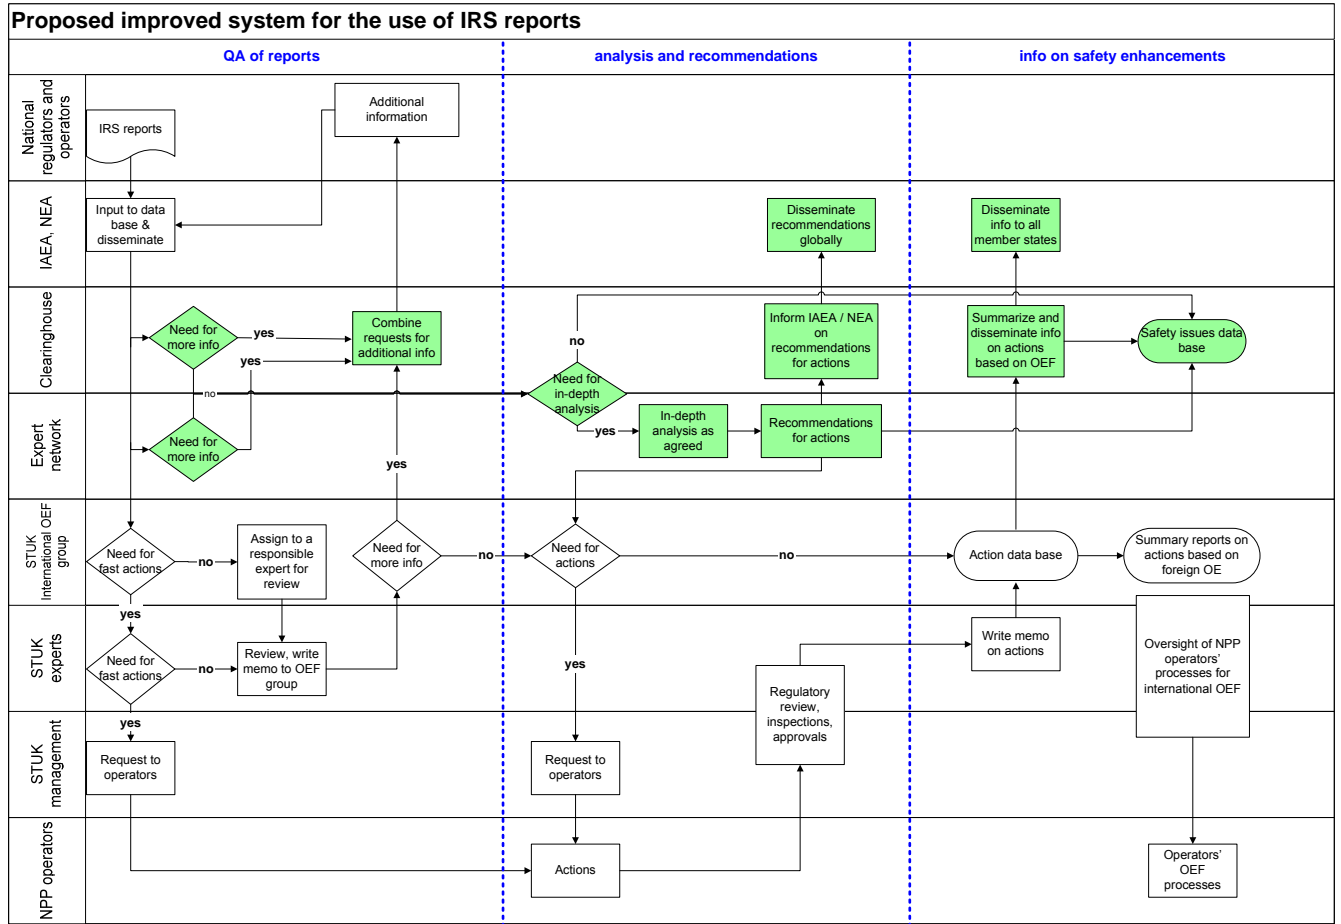 Proposed improved system for the use of IRS reports
QA of reports
analysis and recommendations
info on safety enhancements
National
regulators and
operators
IRS reports
Additional
information
IAEA, NEA
Input to data
base &
disseminate
Disseminate
recommendations
globally
Disseminate
info to all
member states
Clearinghouse
Need for
more info
yes
yes
Combine
requests for
additional info
no
no
Need for
in-depth
analysis
Inform IAEA / NEA
on
recommendations
for actions
Summarize and
disseminate info
on actions
based on OEF
Safety issues data
base
Expert
network
Need for
more info
yes
yes
In-depth
analysis as
agreed
Recommendations
for actions
STUK
International OEF
group
Need for
fast actions
no
Assign to a
responsible
expert for
review
Need for
more info
no
Need for
actions
no
Action data base
Summary reports on
actions based on
foreign OE
yes
STUK
experts
Need for
fast actions
no
Review, write
memo to OEF
group
yes
Write memo
on actions
Oversight of NPP
operators'
processes for
international OEF
Regulatory
review,
inspections,
approvals
yes
STUK
management
Request to
operators
Request to
operators
NPP operators
Actions
Operators'
OEF
processes